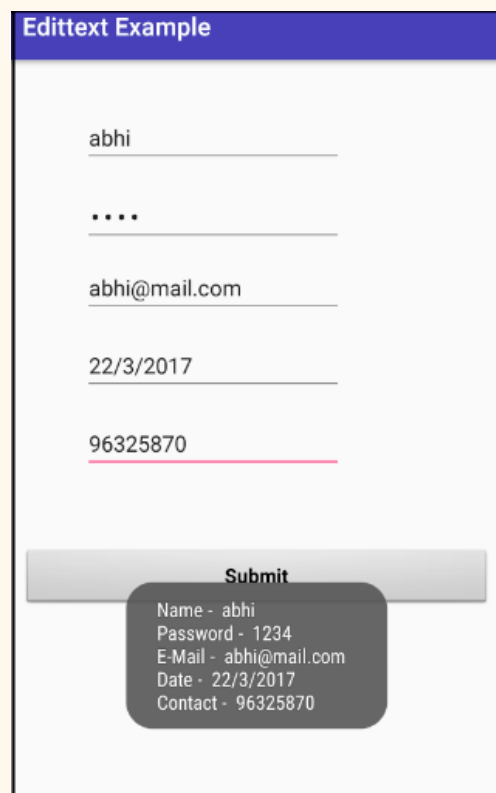 Edittext Example
abhi
....
abhi@mail.com
22/3/2017
96325870
Submit
Name - abhi
Password - 1234
E-Mail - abhi@mail.com
Date - 22/3/2017
Contact - 96325870